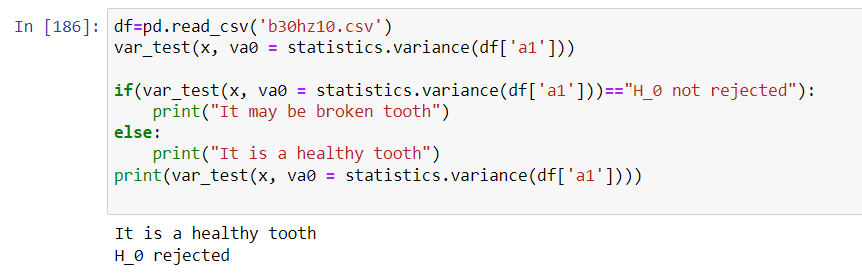 In [186]: df=pd.read_csv('b30hz10.csv')
var_test(x, va0 = statistics.variance(df['a1']))
if(var_test(x, va0 = statistics.variance(df['a1']))=="H_0 not rejected"):
    print("It may be broken tooth")
else:
    print("It is a healthy tooth")
print(var_test(x, va0 = statistics.variance(df['a1'])))
It is a healthy tooth
H_0 rejected